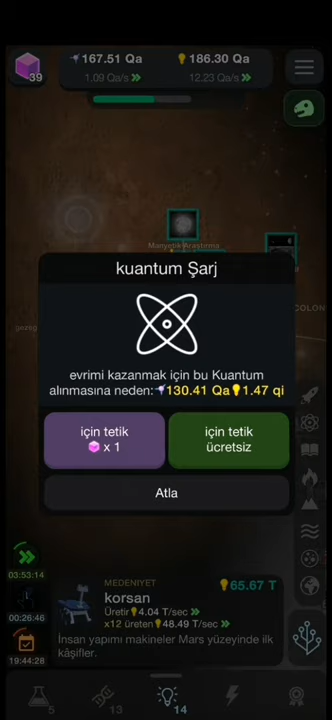 167.51 Qa
186.30 Qa
39
1.09 Qa/s
12.23 Qa/s
Manyetik Araştırma
COLON
kuantum Şarj
evrimi kazanmak için bu Kuantum
alınmasına neden: 130.41 Qa 1.47 qi
için tetik
x 1
için tetik
ücretsiz
Atla
03:53:14
00:26:46
19:44:28
MEDENİYET
65.67 T
korsan
Üretir 4.04 T/sec
x12 üreten 48.49 T/sec
İnsan yapımı makineler Mars yüzeyinde ilk
kâşifler.
5
13
14